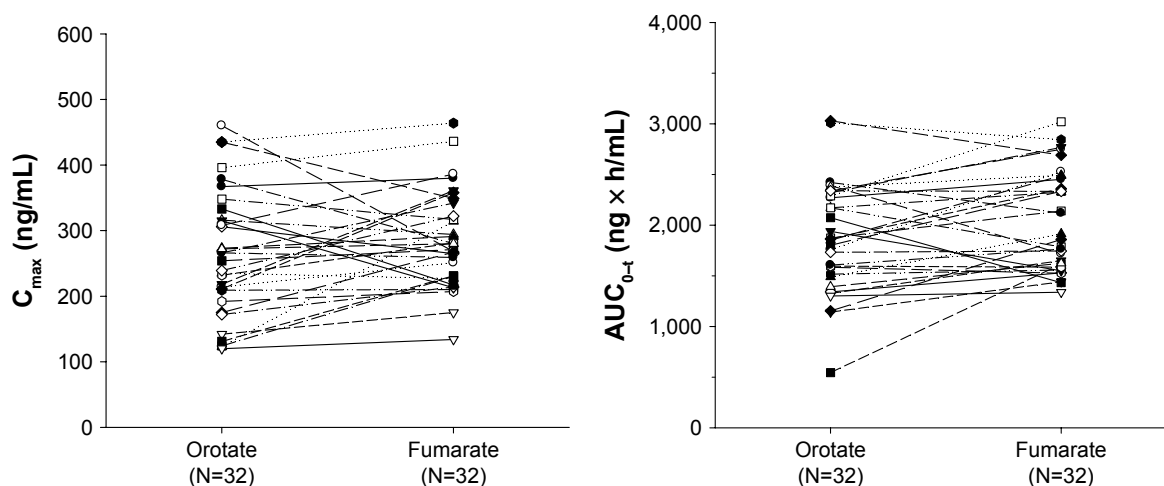 600
500
400
300
200
100
0
Cmax (ng/mL)
Orotate
(N=32)
Fumarate
(N=32)
4,000
3,000
2,000
1,000
0
AUC0–t (ng × h/mL)
Orotate
(N=32)
Fumarate
(N=32)